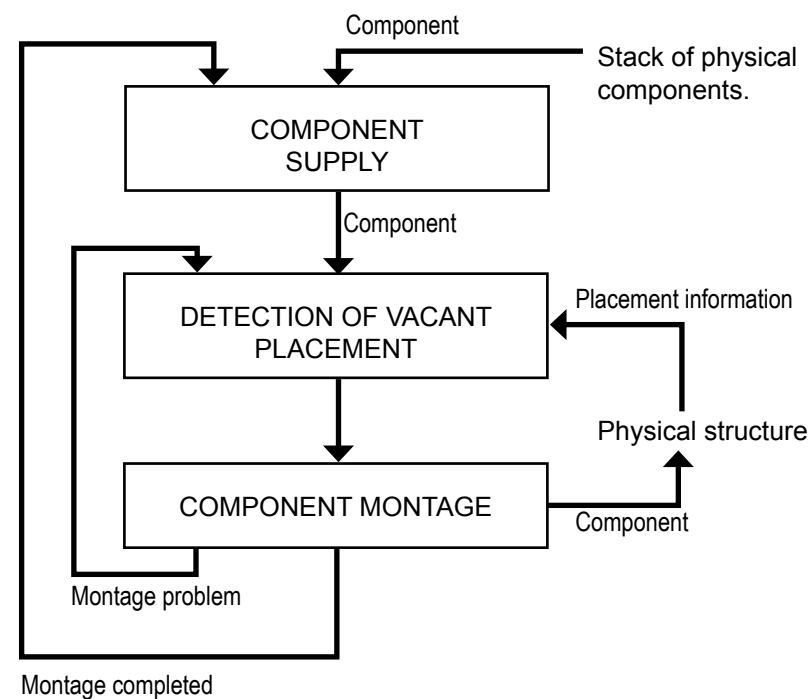 Component
Stack of physical
components.
COMPONENT
SUPPLY
Component
Placement information
DETECTION OF VACANT
PLACEMENT
Physical structure
COMPONENT MONTAGE
Component
Montage problem
Montage completed